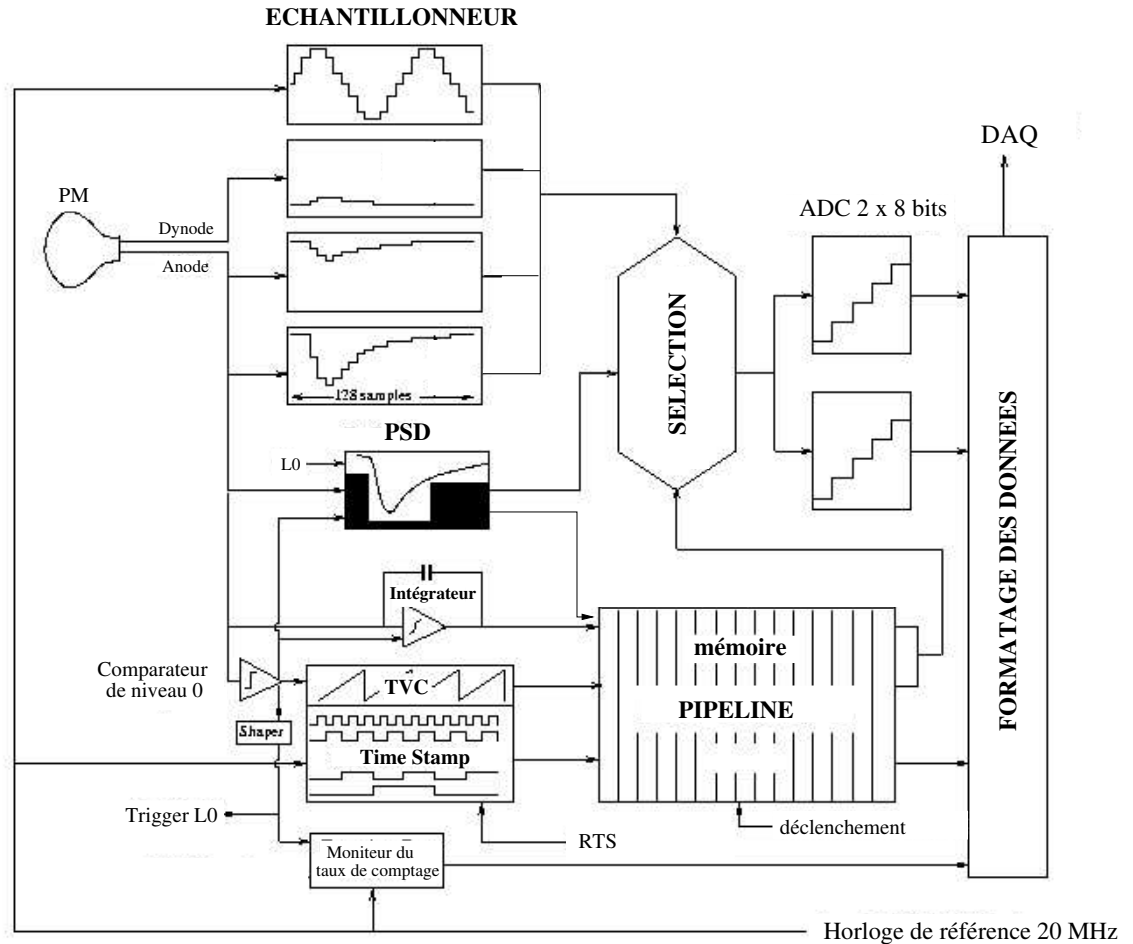 ECHANTILLONNEUR
DAQ
PM
ADC 2 x 8 bits
Dynode
Anode
SELECTION
128 samples
PSD
L0
FORMATAGE DES DONNEES
Intégrateur
mémoire
Comparateur
de niveau 0
TVC
PIPELINE
Shaper
Time Stamp
Trigger L0
RTS
déclenchement
Moniteur du
taux de comptage
Horloge de référence 20 MHz